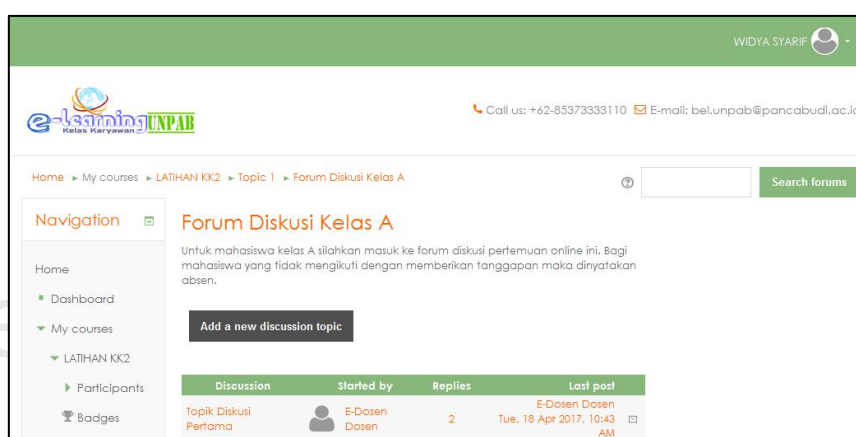 WIDYA SYARIF
e-Learning UNPAB
Kelas Karyawan
Call us: +62-85373333110 E-mail: bel.unpab@pancabudi.ac.id
Home ► My courses ► LATIHAN KK2 ► Topic 1 ► Forum Diskusi Kelas A
Search forums
Navigation
Home
Dashboard
My courses
LATIHAN KK2
Participants
Badges
Forum Diskusi Kelas A
Untuk mahasiswa kelas A silahkan masuk ke forum diskusi pertemuan online ini. Bagi
mahasiswa yang tidak mengikuti dengan memberikan tanggapan maka dinyatakan
absen.
Add a new discussion topic
Discussion Started by Replies Last post
Topik Diskusi
Pertama
E-Dosen
Dosen
2
E-Dosen Dosen
Tue, 18 Apr 2017, 10:43
AM